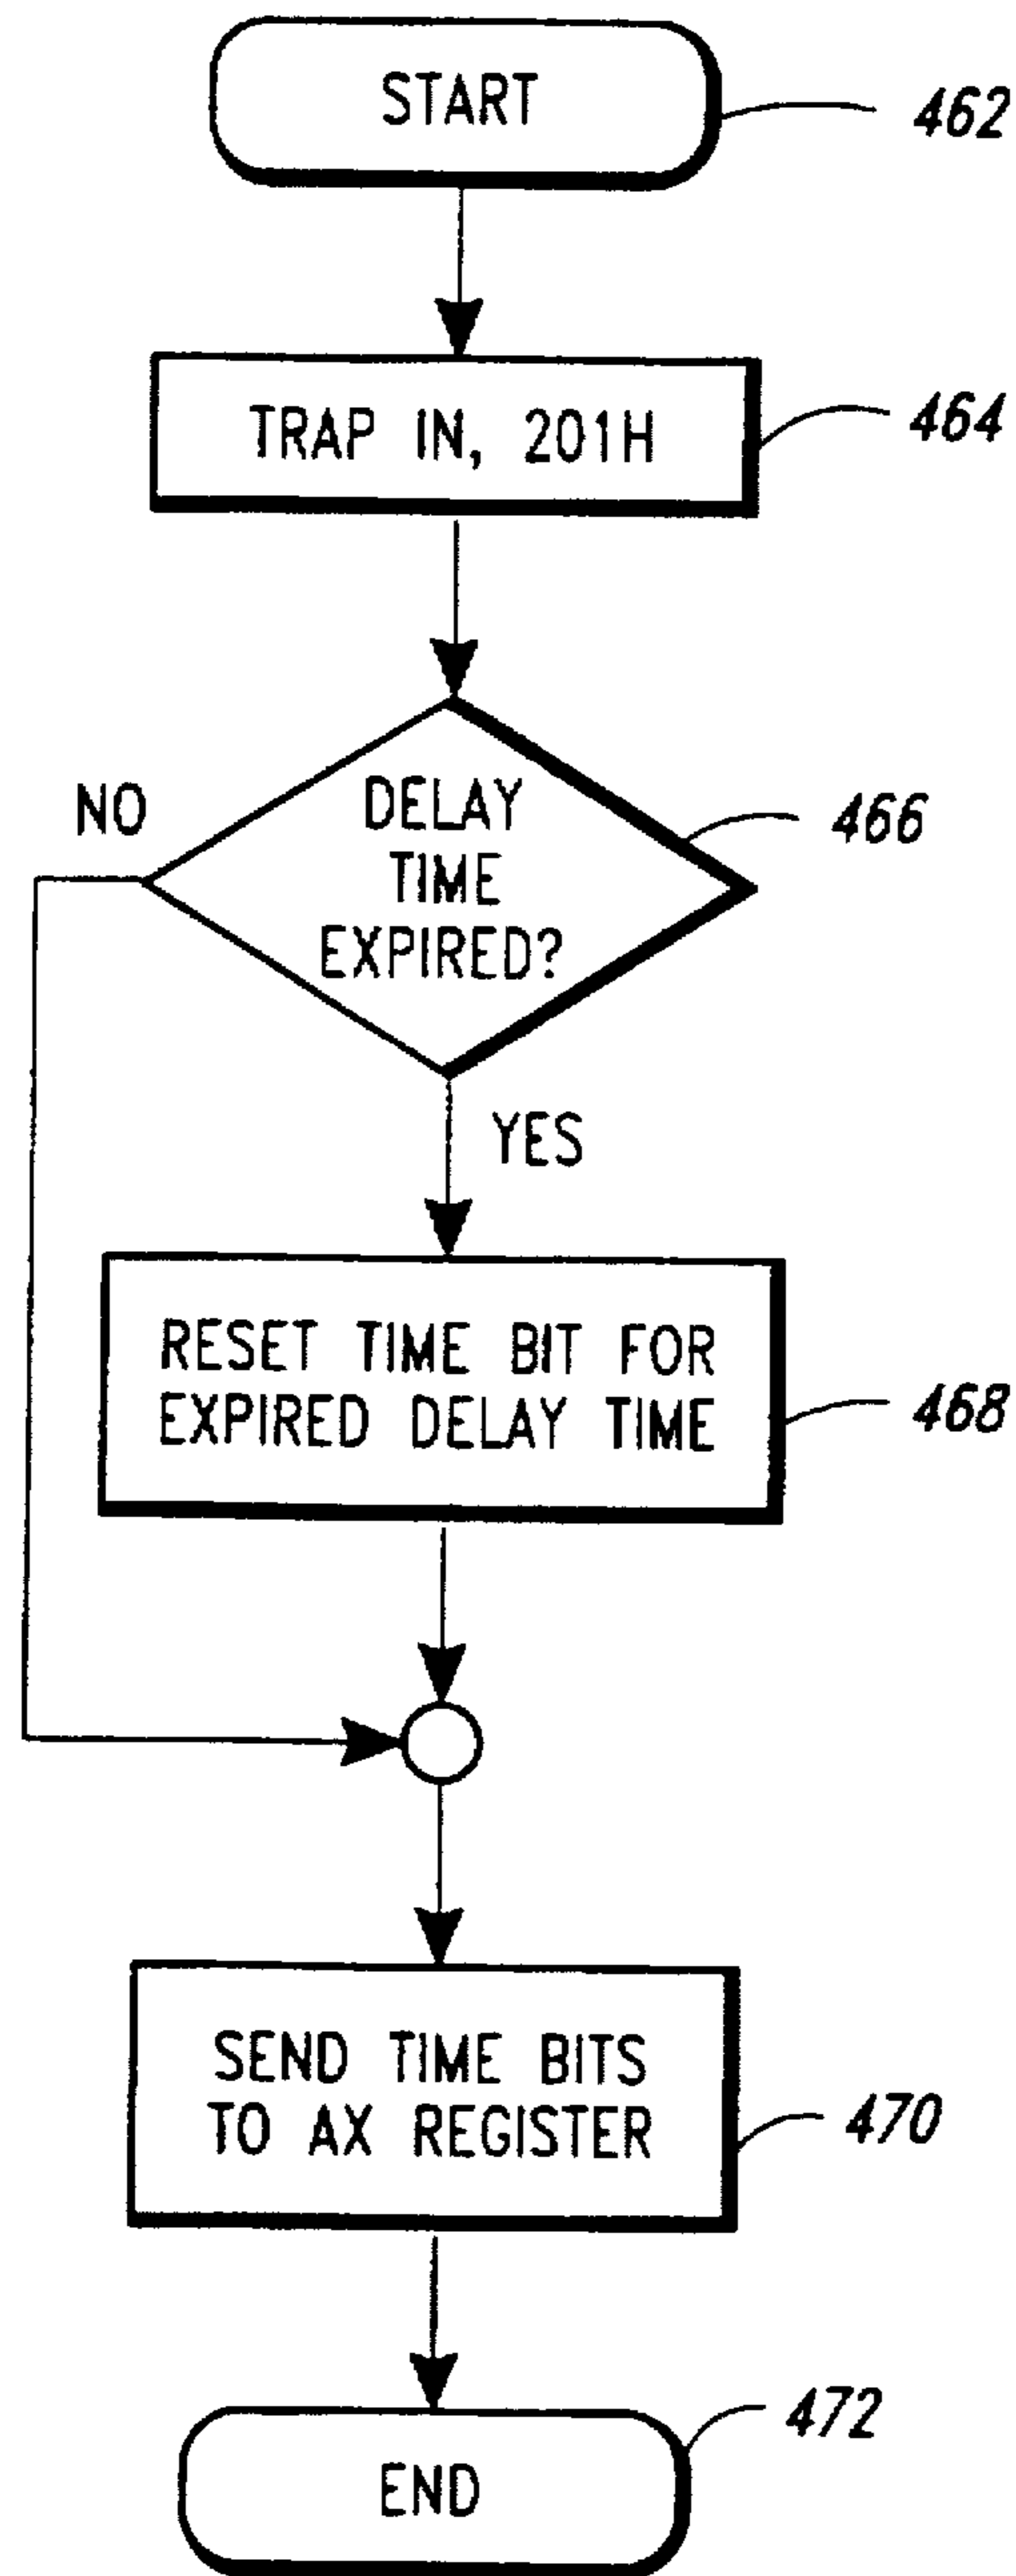 START
462
TRAP IN, 201H
464
NO
DELAY
TIME
EXPIRED?
466
YES
RESET TIME BIT FOR
EXPIRED DELAY TIME
468
SEND TIME BITS
TO AX REGISTER
470
472
END